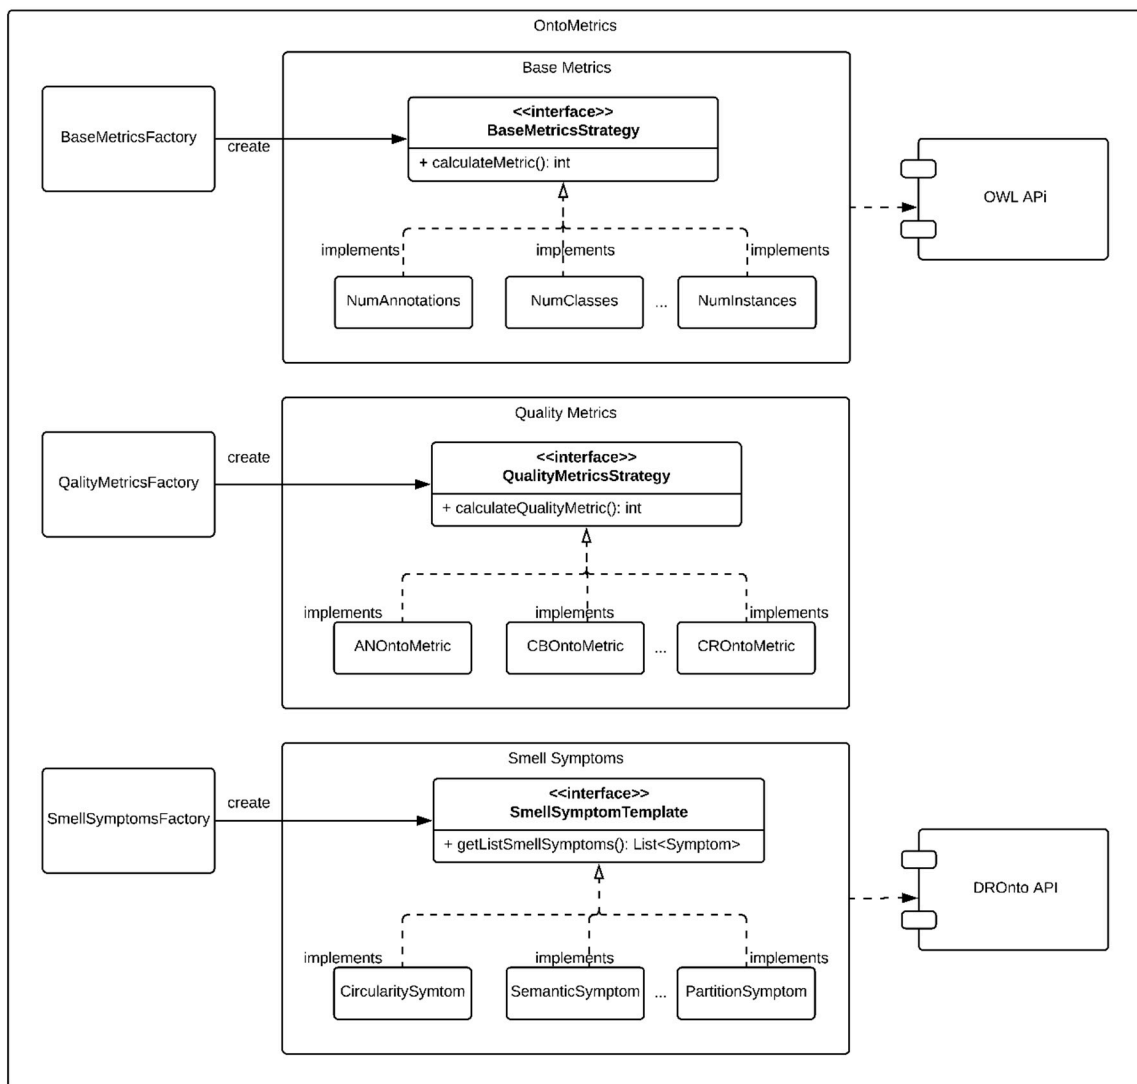 OntoMetrics
Base Metrics
BaseMetricsFactory
create
<<interface>>
BaseMetricsStrategy
+ calculateMetric(): int
OWL APi
implements
implements
implements
NumAnnotations
NumClasses
...
NumInstances
Quality Metrics
QalityMetricsFactory
create
<<interface>>
QualityMetricsStrategy
+ calculateQualityMetric(): int
implements
implements
implements
ANOntoMetric
CBOntoMetric
...
CROntoMetric
Smell Symptoms
SmellSymptomsFactory
create
<<interface>>
SmellSymptomTemplate
+ getListSmellSymptoms(): List<Symptom>
DROnto API
implements
implements
implements
CircularitySymtom
SemanticSymptom
...
PartitionSymptom